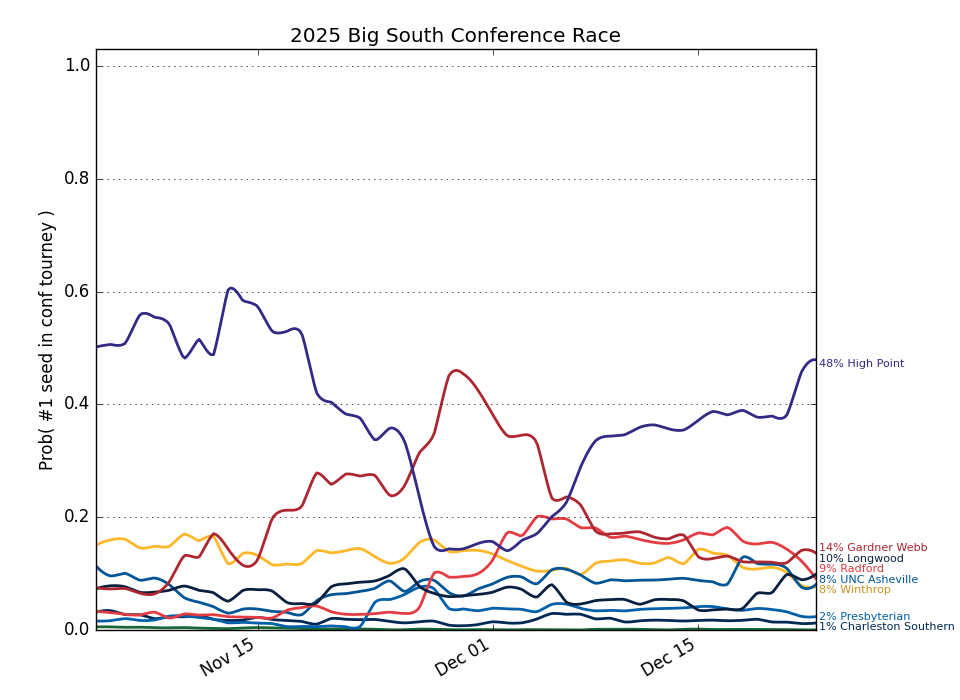 2025 Big South Conference Race
Prob( #1 seed in conf tourney )
1.0
0.8
0.6
0.4
0.2
0.0
Nov 15
Dec 01
Dec 15
48% High Point
14% Gardner Webb
10% Longwood
9% Radford
8% UNC Asheville
8% Winthrop
2% Presbyterian
1% Charleston Southern